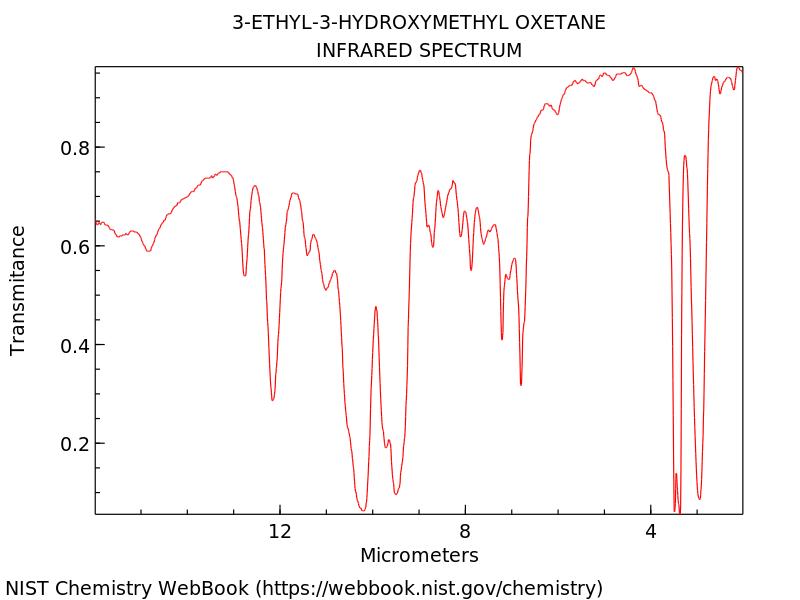 3-ETHYL-3-HYDROXYMETHYL OXETANE
INFRARED SPECTRUM
0.8
0.6
0.4
0.2
Transmitance
12 8 4
Micrometers
NIST Chemistry WebBook (https://webbook.nist.gov/chemistry)